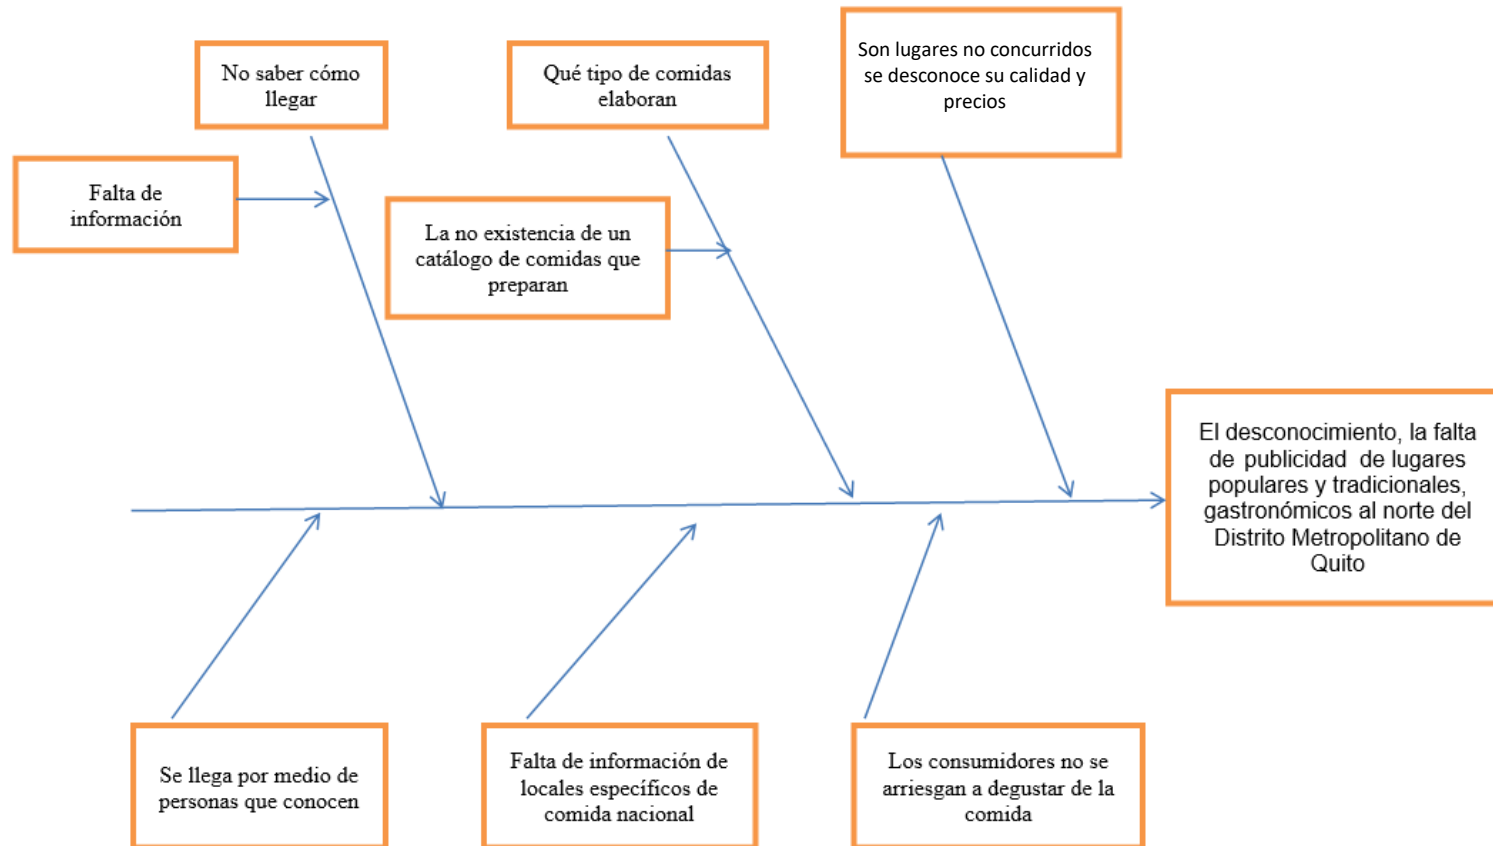 No saber cómo
llegar
Qué tipo de comidas
elaboran
Son lugares no concurridos
se desconoce su calidad y
precios
Falta de
información
La no existencia de un
catálogo de comidas que
preparan
El desconocimiento, la falta
de publicidad de lugares
populares y tradicionales,
gastronómicos al norte del
Distrito Metropolitano de
Quito
Se llega por medio de
personas que conocen
Falta de información de
locales específicos de
comida nacional
Los consumidores no se
arriesgan a degustar de la
comida